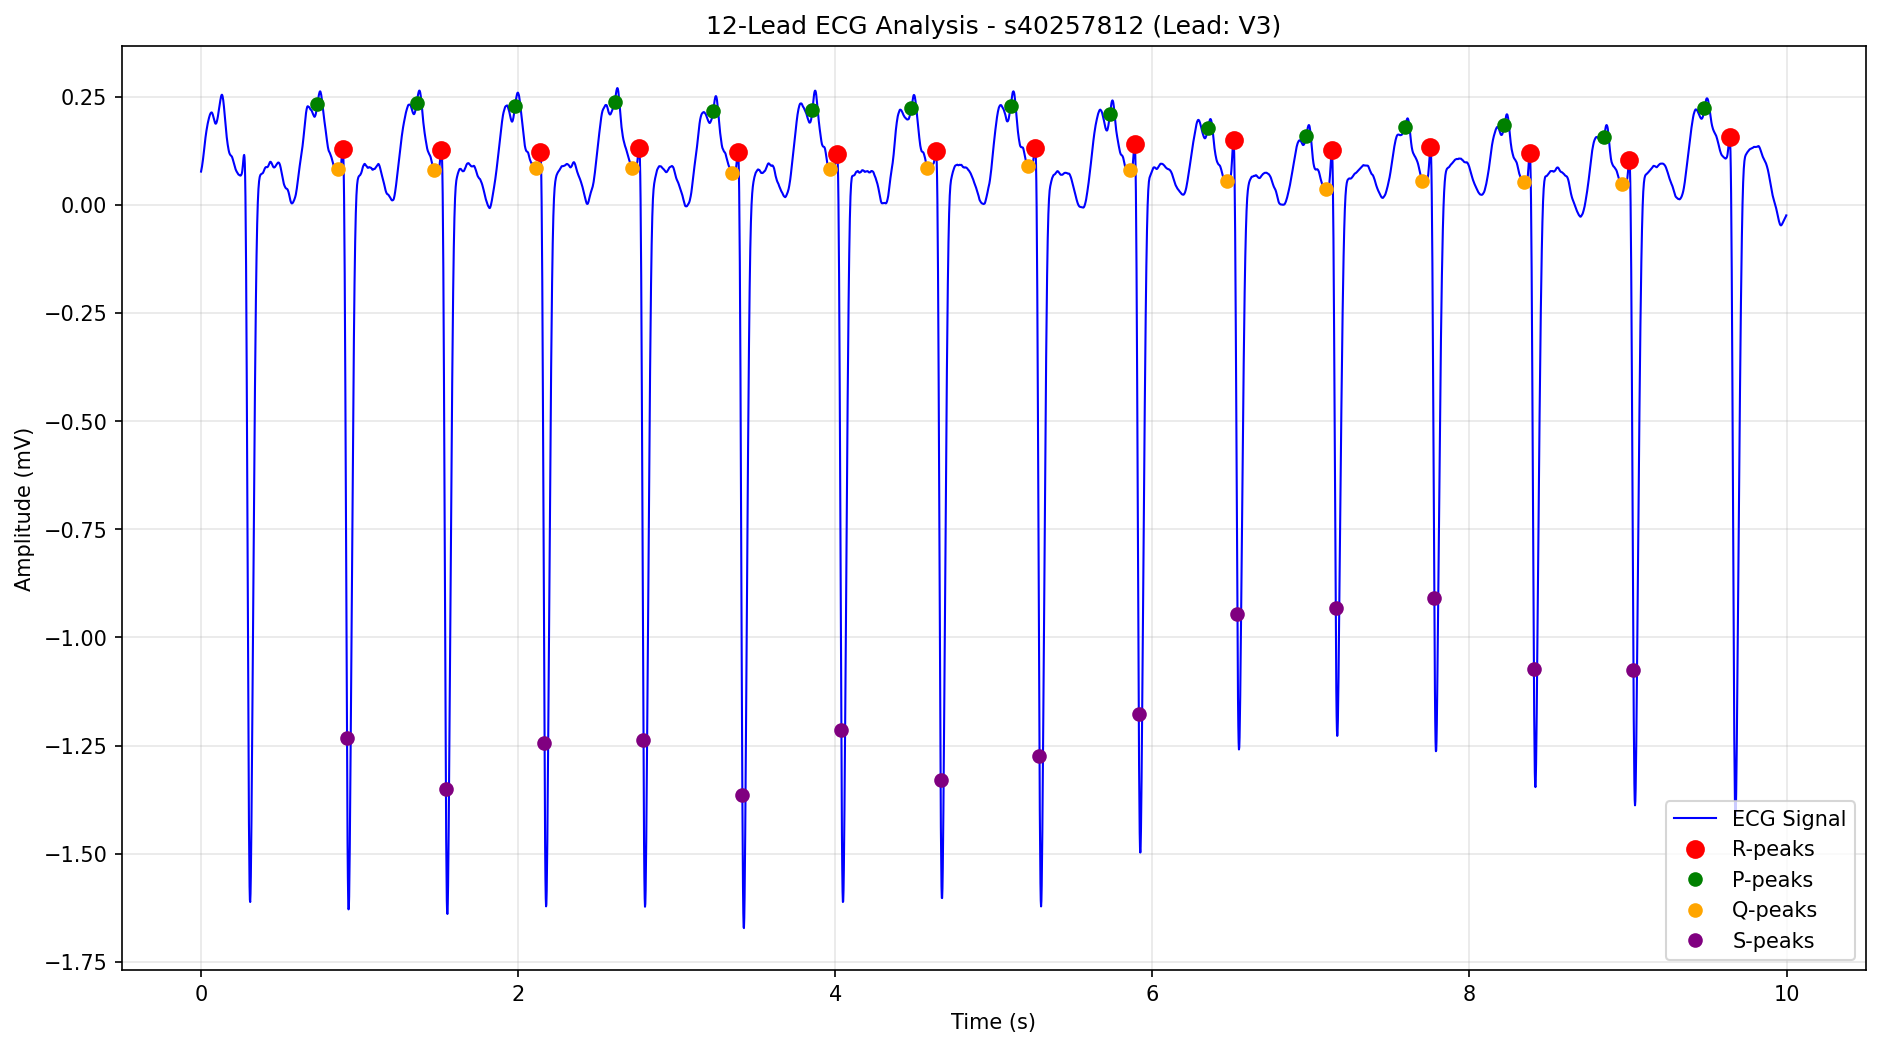 12-Lead ECG Analysis - s40257812 (Lead: V3)
Amplitude (mV)
0.25
0.00
−0.25
−0.50
−0.75
−1.00
−1.25
−1.50
−1.75
ECG Signal
R-peaks
P-peaks
Q-peaks
S-peaks
0 2 4 6 8 10
Time (s)